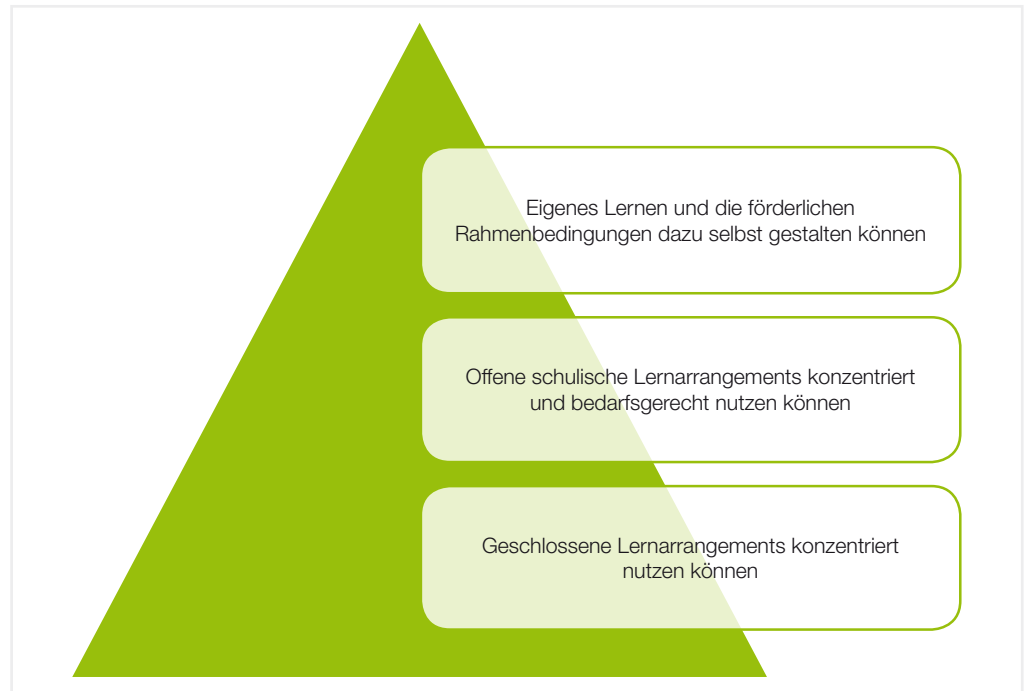 Eigenes Lernen und die förderlichen
Rahmenbedingungen dazu selbst gestalten können
Offene schulische Lernarrangements konzentriert
und bedarfsgerecht nutzen können
Geschlossene Lernarrangements konzentriert
nutzen können